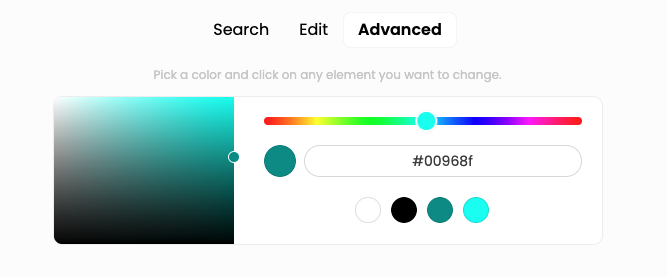 Search Edit Advanced
Pick a color and click on any element you want to change.
#00968f